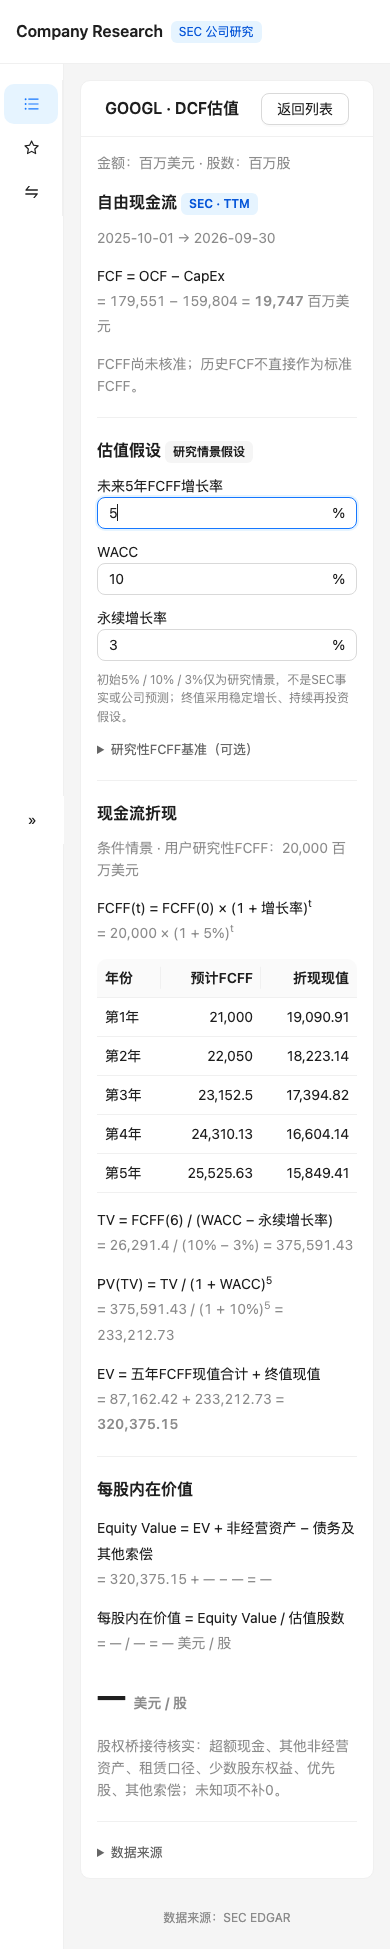 Company Research SEC 公司研究
GOOGL · DCF估值 返回列表
金额：百万美元 · 股数：百万股
自由现金流 SEC · TTM
2025-10-01 → 2026-09-30
FCF = OCF − CapEx
= 179,551 − 159,804 = 19,747 百万美
元
FCFF尚未核准；历史FCF不直接作为标准
FCFF。
估值假设 研究情景假设
未来5年FCFF增长率
5 %
WACC
10 %
永续增长率
3 %
初始5% / 10% / 3%仅为研究情景，不是SEC事
实或公司预测；终值采用稳定增长、持续再投资
假设。
▶ 研究性FCFF基准（可选）
»
现金流折现
条件情景 · 用户研究性FCFF：20,000 百
万美元
FCFF(t) = FCFF(0) × (1 + 增长率)ᵗ
= 20,000 × (1 + 5%)ᵗ
年份 预计FCFF 折现现值
第1年 21,000 19,090.91
第2年 22,050 18,223.14
第3年 23,152.5 17,394.82
第4年 24,310.13 16,604.14
第5年 25,525.63 15,849.41
TV = FCFF(6) / (WACC − 永续增长率)
= 26,291.4 / (10% − 3%) = 375,591.43
PV(TV) = TV / (1 + WACC)⁵
= 375,591.43 / (1 + 10%)⁵ =
233,212.73
EV = 五年FCFF现值合计 + 终值现值
= 87,162.42 + 233,212.73 =
320,375.15
每股内在价值
Equity Value = EV + 非经营资产 − 债务及
其他索偿
= 320,375.15 + — − — = —
每股内在价值 = Equity Value / 估值股数
= — / — = — 美元 / 股
— 美元 / 股
股权桥接待核实：超额现金、其他非经营
资产、租赁口径、少数股东权益、优先
股、其他索偿；未知项不补0。
▶ 数据来源
数据来源：SEC EDGAR